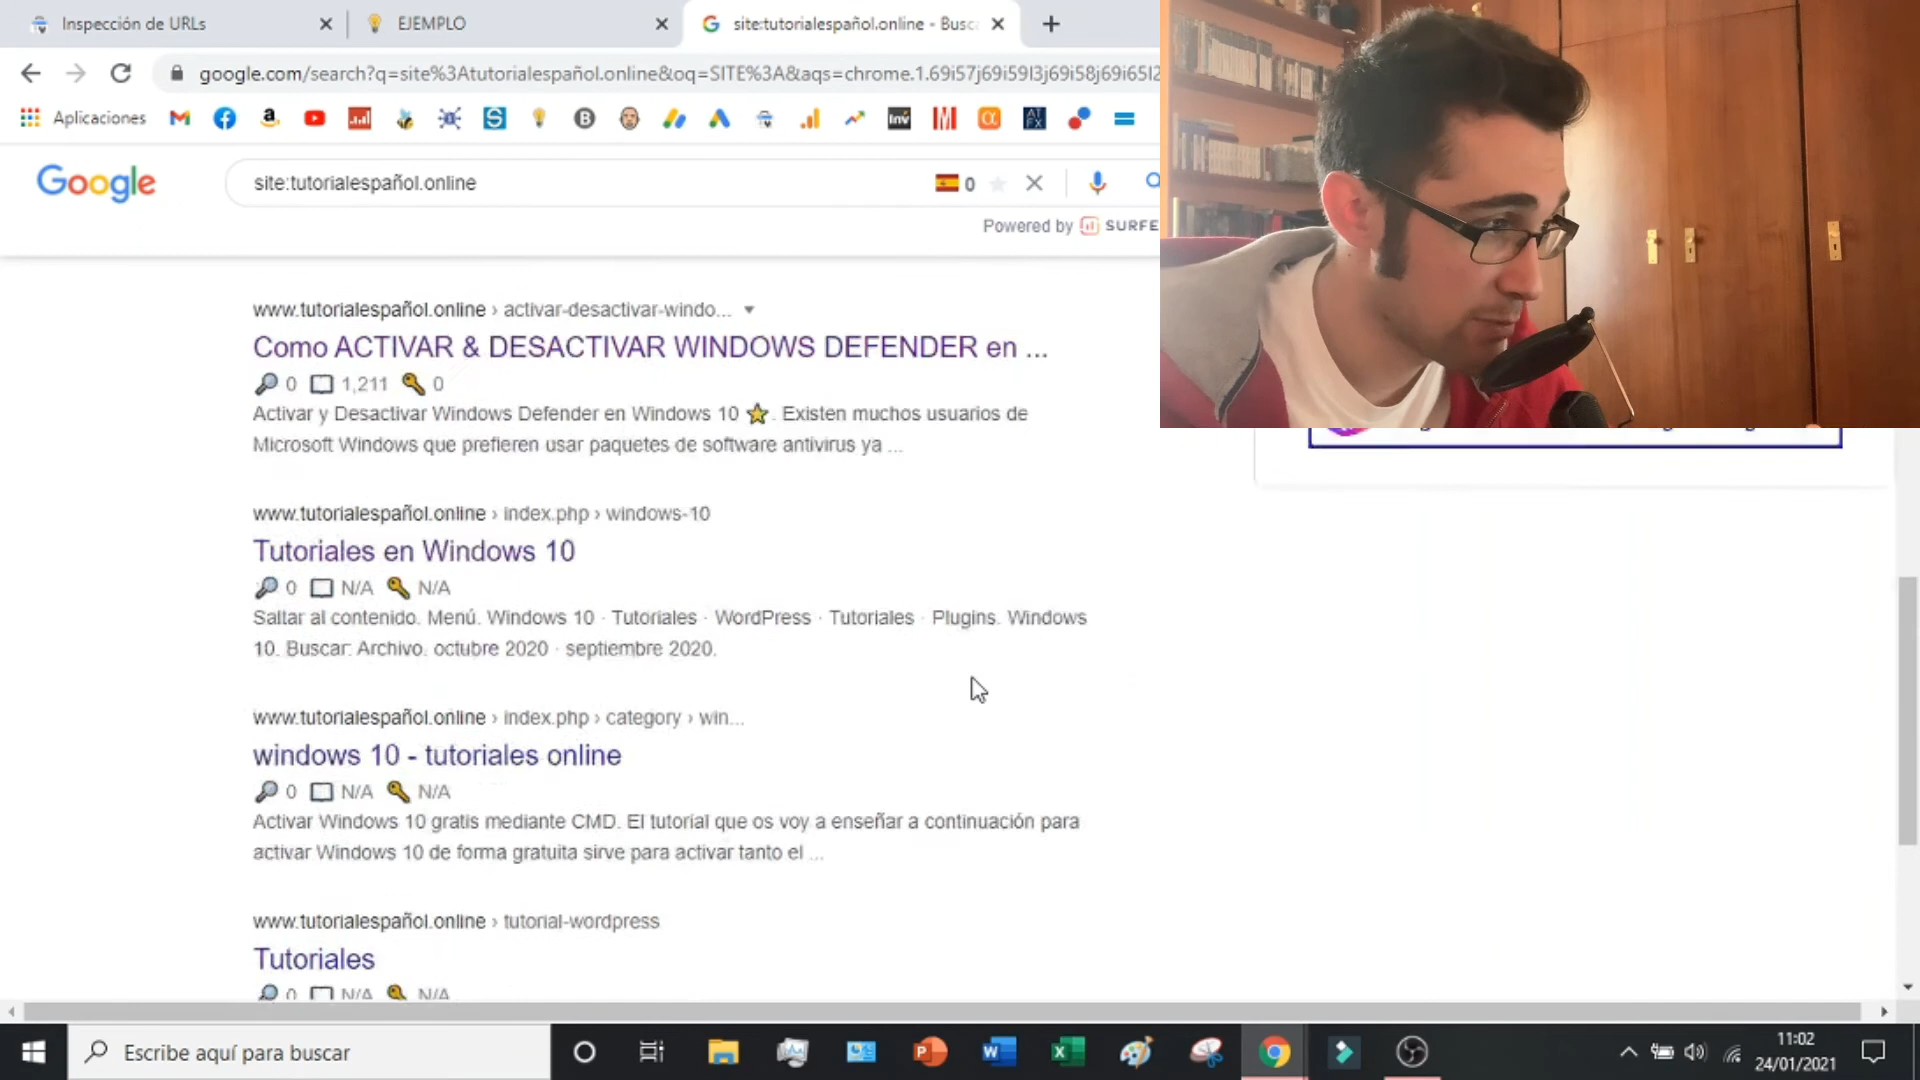 Inspección de URLs
EJEMPLO
site:tutorialespañol.online - Busc
google.com/search?q=site%3Atutorialespañol.online&oq=SITE%3A&aqs=chrome.1.69i57j69i59l3j69i58j69i65l2
Aplicaciones
Google
site:tutorialespañol.online
0
Powered by SURFE
www.tutorialespañol.online › activar-desactivar-windo...
Como ACTIVAR & DESACTIVAR WINDOWS DEFENDER en ...
0 1,211 0
Activar y Desactivar Windows Defender en Windows 10 ⭐ . Existen muchos usuarios de
Microsoft Windows que prefieren usar paquetes de software antivirus ya ...
www.tutorialespañol.online › index.php › windows-10
Tutoriales en Windows 10
0 N/A N/A
Saltar al contenido. Menú. Windows 10 · Tutoriales · WordPress · Tutoriales · Plugins. Windows
10. Buscar: Archivo. octubre 2020 · septiembre 2020.
www.tutorialespañol.online › index.php › category › win...
windows 10 - tutoriales online
0 N/A N/A
Activar Windows 10 gratis mediante CMD. El tutorial que os voy a enseñar a continuación para
activar Windows 10 de forma gratuita sirve para activar tanto el ...
www.tutorialespañol.online › tutorial-wordpress
Tutoriales
0 N/A N/A
Escribe aquí para buscar
11:02
24/01/2021